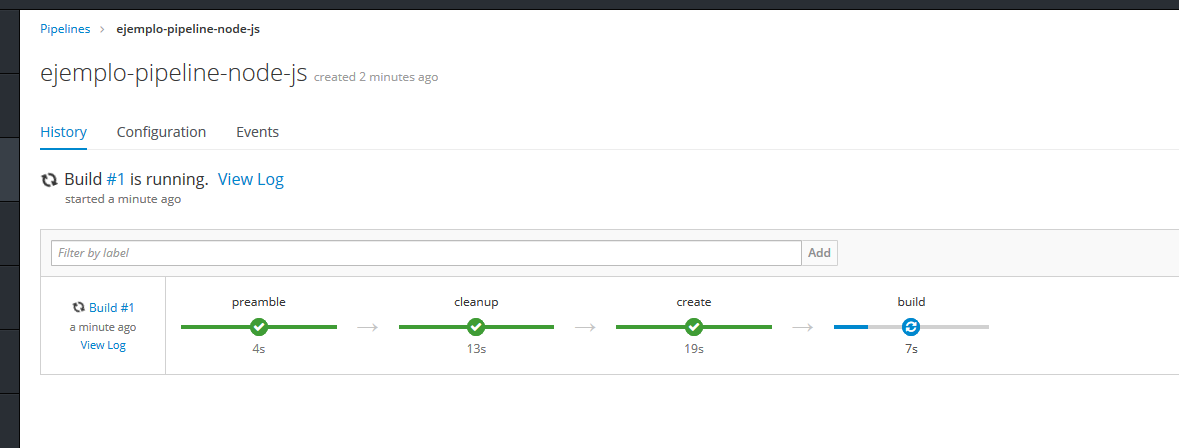 Pipelines › ejemplo-pipeline-node-js
ejemplo-pipeline-node-js created 2 minutes ago
History Configuration Events
Build #1 is running. View Log
started a minute ago
Filter by label Add
preamble cleanup create build
Build #1
a minute ago
View Log
4s 13s 19s 7s